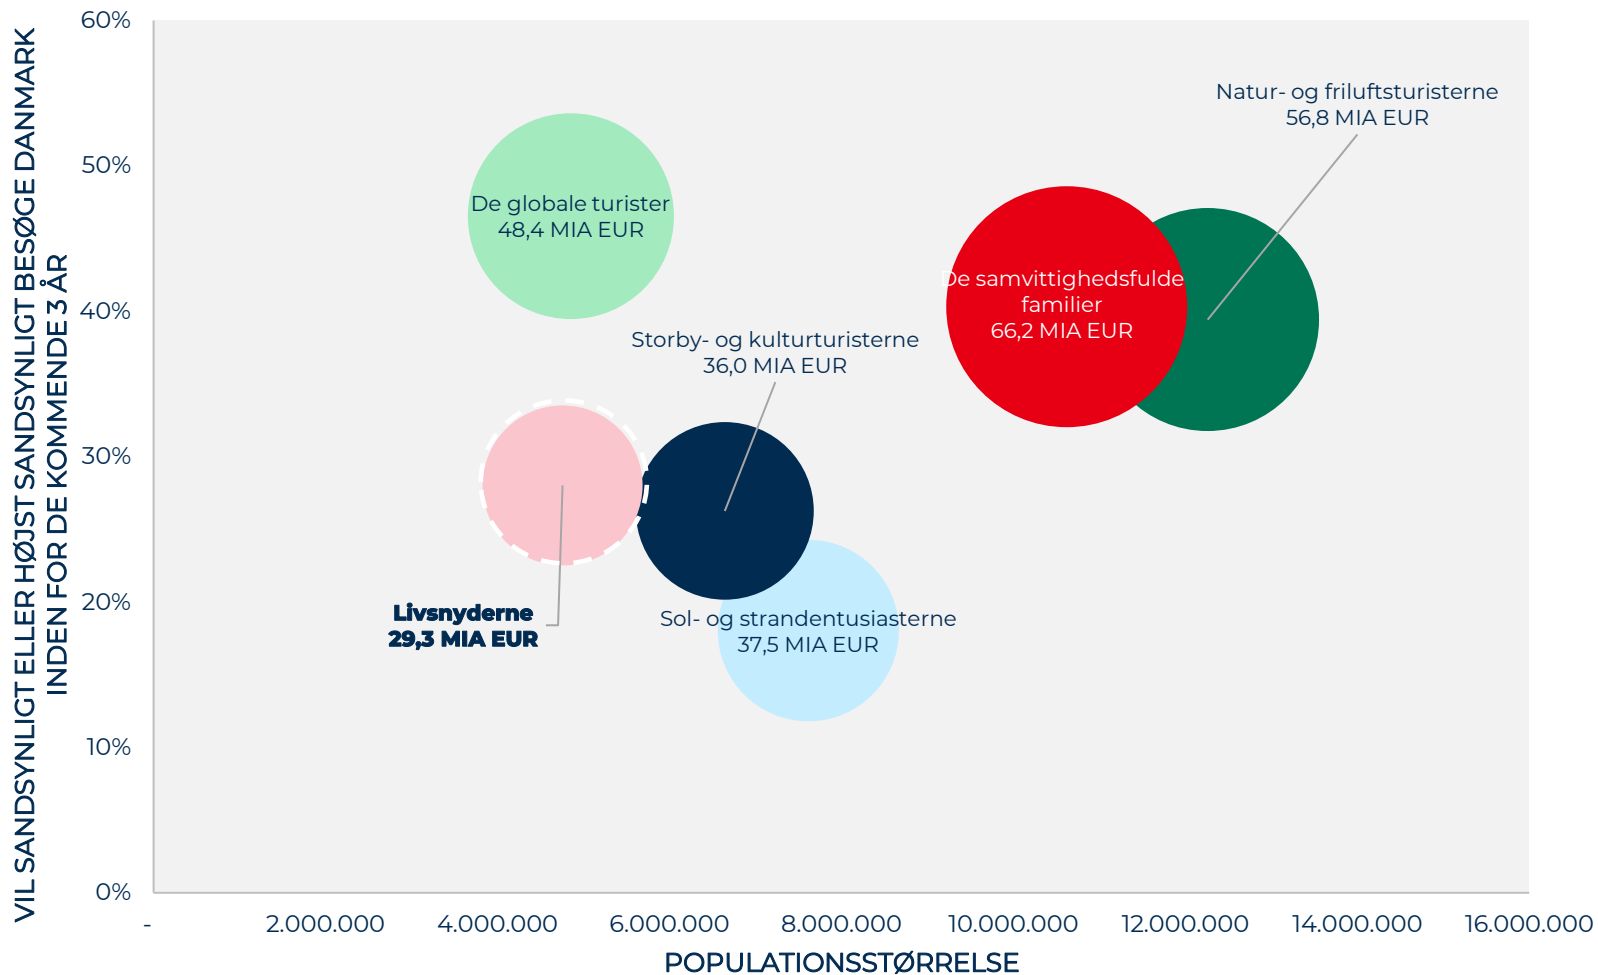 VIL SANDSYNLIGT ELLER HØJST SANDSYNLIGT BESØGE DANMARK
INDEN FOR DE KOMMENDE 3 ÅR
60%
50%
40%
30%
20%
10%
0%
Natur- og friluftsturisterne
56,8 MIA EUR
De globale turister
48,4 MIA EUR
De samvittighedsfulde
familier
66,2 MIA EUR
Storby- og kulturturisterne
36,0 MIA EUR
Livsnyderne
29,3 MIA EUR
Sol- og strandentusiasterne
37,5 MIA EUR
-
2.000.000
4.000.000
6.000.000
8.000.000
10.000.000
12.000.000
14.000.000
16.000.000
POPULATIONSSTØRRELSE